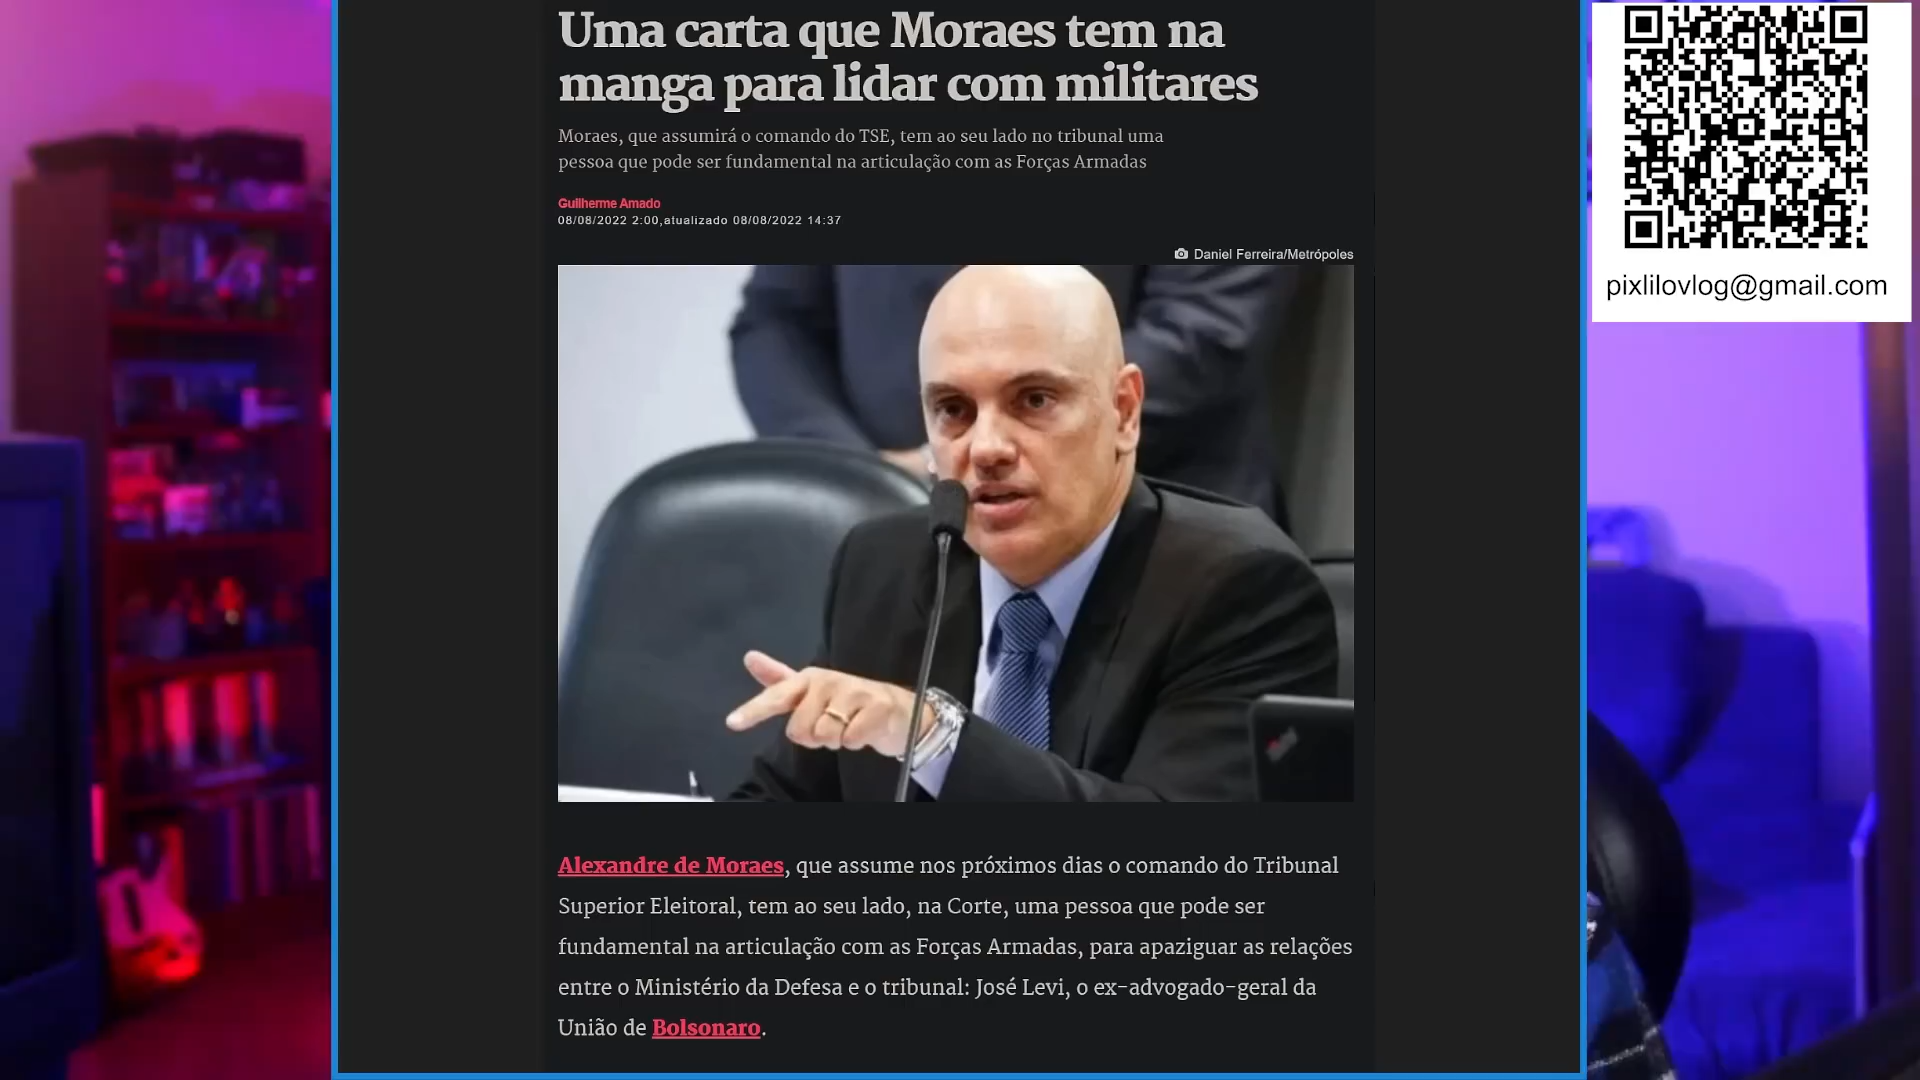 Uma carta que Moraes tem na
manga para lidar com militares
Moraes, que assumirá o comando do TSE, tem ao seu lado no tribunal uma
pessoa que pode ser fundamental na articulação com as Forças Armadas
Guilherme Amado
08/08/2022 2:00,atualizado 08/08/2022 14:37
Daniel Ferreira/Metrópoles
pixlilovlog@gmail.com
Alexandre de Moraes, que assume nos próximos dias o comando do Tribunal
Superior Eleitoral, tem ao seu lado, na Corte, uma pessoa que pode ser
fundamental na articulação com as Forças Armadas, para apaziguar as relações
entre o Ministério da Defesa e o tribunal: José Levi, o ex-advogado-geral da
União de Bolsonaro.